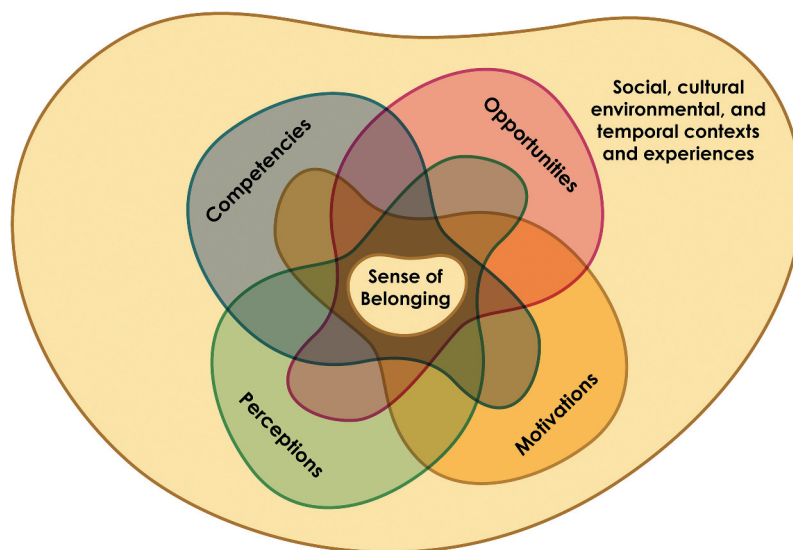 Competencies
Opportunities
Social, cultural
environmental, and
temporal contexts
and experiences
Sense of
Belonging
Perceptions
Motivations